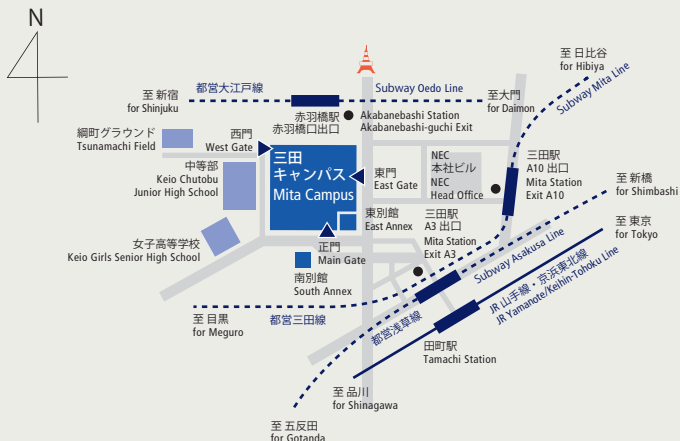 N
至 日比谷
for Hibiya
Subway Mita Line
至 新宿
for Shinjuku
都営大江戸線
Subway Oedo Line
至大門
for Daimon
赤羽橋駅
赤羽橋口出口
Akabanebashi Station
Akabanebashi-guchi Exit
綱町グラウンド
Tsunamachi Field
西門
West Gate
中等部
Keio Chutobu
Junior High School
三田
キャンパス
Mita Campus
東門
East Gate
NEC
本社ビル
NEC
Head Office
三田駅
A10 出口
Mita Station
Exit A10
至 新橋
for Shimbashi
東別館
East Annex
三田駅
A3 出口
Mita Station
Exit A3
至 東京
for Tokyo
女子高等学校
Keio Girls Senior High School
正門
Main Gate
南別館
South Annex
Subway Asakusa Line
JR 山手線・京浜東北線
JR Yamanote/Keihin-Tohoku Line
至 目黒
for Meguro
都営三田線
都営浅草線
田町駅
Tamachi Station
至 品川
for Shinagawa
至 五反田
for Gotanda